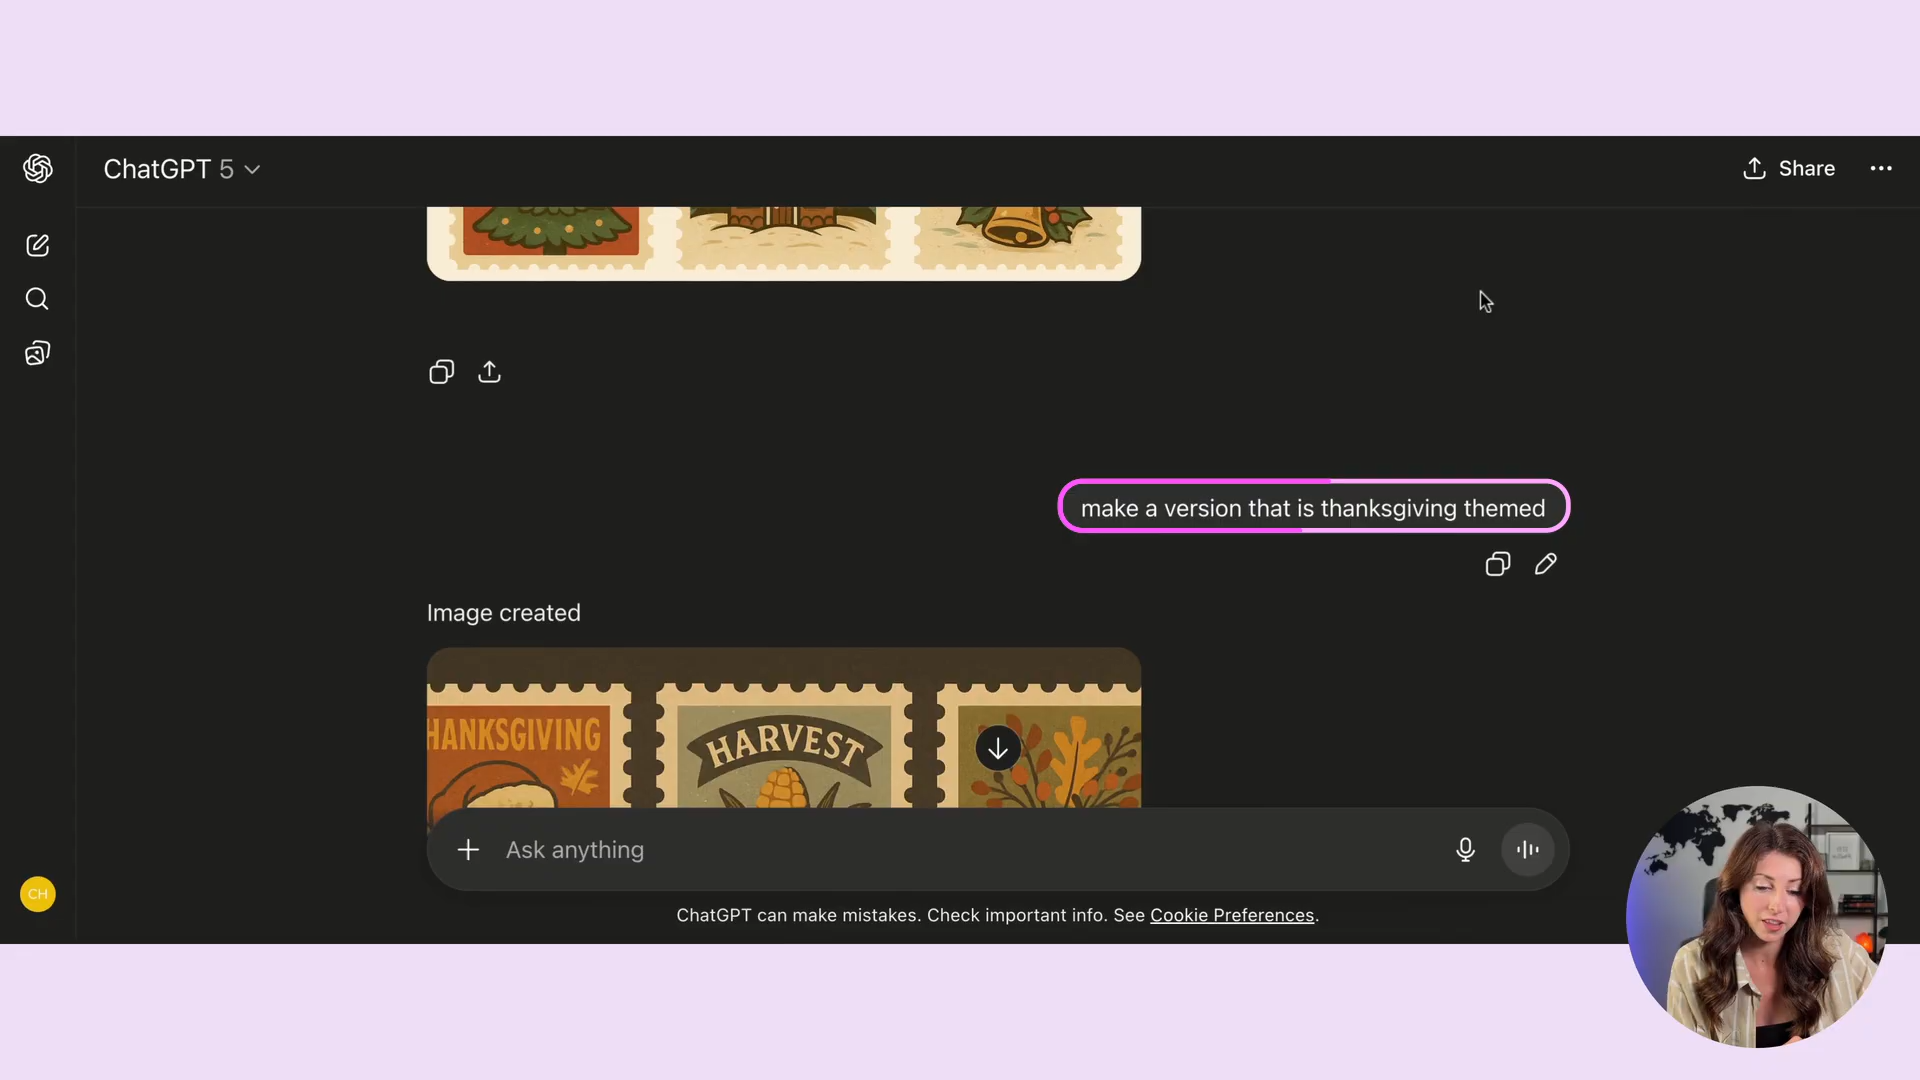 ChatGPT 5
Share
make a version that is thanksgiving themed
Image created
HANKSGIVING
HARVEST
Ask anything
CH
ChatGPT can make mistakes. Check important info. See Cookie Preferences.